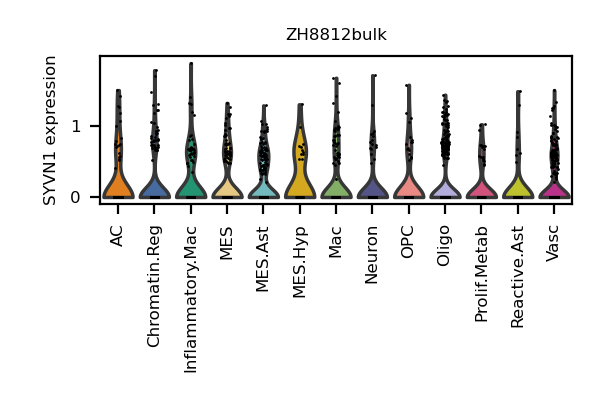 ZH8812bulk
SYVN1 expression
1
0
AC
Chromatin.Reg
Inflammatory.Mac
MES
MES.Ast
MES.Hyp
Mac
Neuron
OPC
Oligo
Prolif.Metab
Reactive.Ast
Vasc